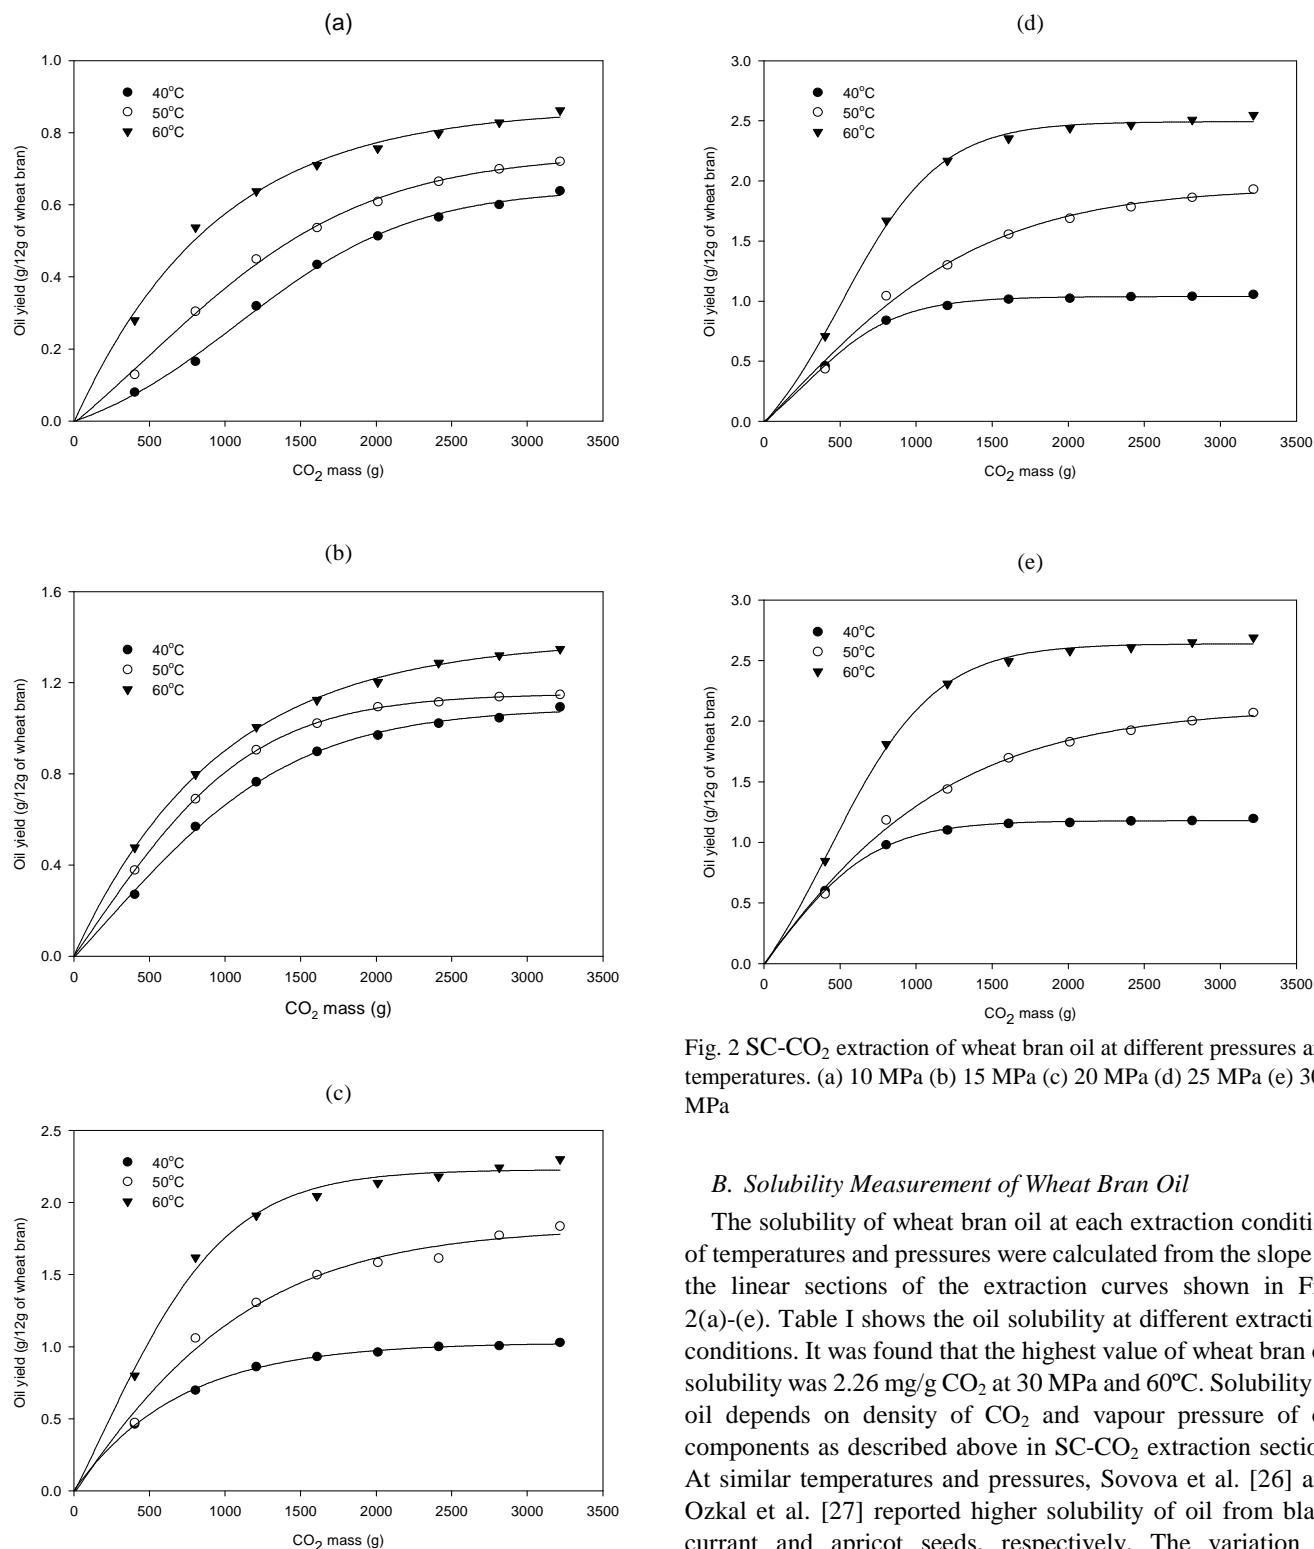 (a)
1.0
0.8
0.6
0.4
0.2
0.0
Oil yield (g/12g of wheat bran)
40°C
50°C
60°C
0 500 1000 1500 2000 2500 3000 3500
CO2 mass (g)
(b)
1.6
1.2
0.8
0.4
0.0
Oil yield (g/12g of wheat bran)
40°C
50°C
60°C
0 500 1000 1500 2000 2500 3000 3500
CO2 mass (g)
(c)
2.5
2.0
1.5
1.0
0.5
0.0
Oil yield (g/12g of wheat bran)
40°C
50°C
60°C
0 500 1000 1500 2000 2500 3000 3500
CO2 mass (g)
(d)
3.0
2.5
2.0
1.5
1.0
0.5
0.0
Oil yield (g/12g of wheat bran)
40°C
50°C
60°C
0 500 1000 1500 2000 2500 3000 3500
CO2 mass (g)
(e)
3.0
2.5
2.0
1.5
1.0
0.5
0.0
Oil yield (g/12g of wheat bran)
40°C
50°C
60°C
0 500 1000 1500 2000 2500 3000 3500
CO2 mass (g)
Fig. 2 SC-CO2 extraction of wheat bran oil at different pressures
temperatures. (a) 10 MPa (b) 15 MPa (c) 20 MPa (d) 25 MPa (e)
MPa
B. Solubility Measurement of Wheat Bran Oil
The solubility of wheat bran oil at each extraction
of temperatures and pressures were calculated from the slope
the linear sections of the extraction curves shown in
2(a)-(e). Table I shows the oil solubility at different
conditions. It was found that the highest value of wheat bran
solubility was 2.26 mg/g CO2 at 30 MPa and 60ºC. Solubility
oil depends on density of CO2 and vapour pressure of
components as described above in SC-CO2 extraction
At similar temperatures and pressures, Sovova et al. [26]
Ozkal et al. [27] reported higher solubility of oil from
currant and apricot seeds, respectively. The variation